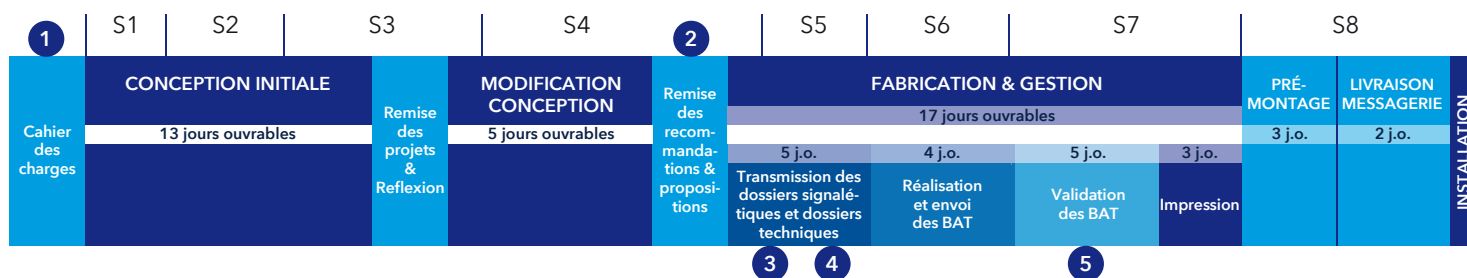 1
S1
S2
S3
S4
2
S5
S6
S7
S8
Cahier
des
charges
CONCEPTION INITIALE
13 jours ouvrables
Remise
des
projets
&
Reflexion
MODIFICATION
CONCEPTION
5 jours ouvrables
Remise
des
recom-
manda-
tions &
proposi-
tions
FABRICATION & GESTION
17 jours ouvrables
5 j.o.
4 j.o.
5 j.o.
3 j.o.
Transmission des
dossiers signalé-
tiques et dossiers
techniques
Réalisation
et envoi
des BAT
Validation
des BAT
Impression
PRÉ-
MONTAGE
3 j.o.
LIVRAISON
MESSAGERIE
2 j.o.
INSTALLATION
3
4
5